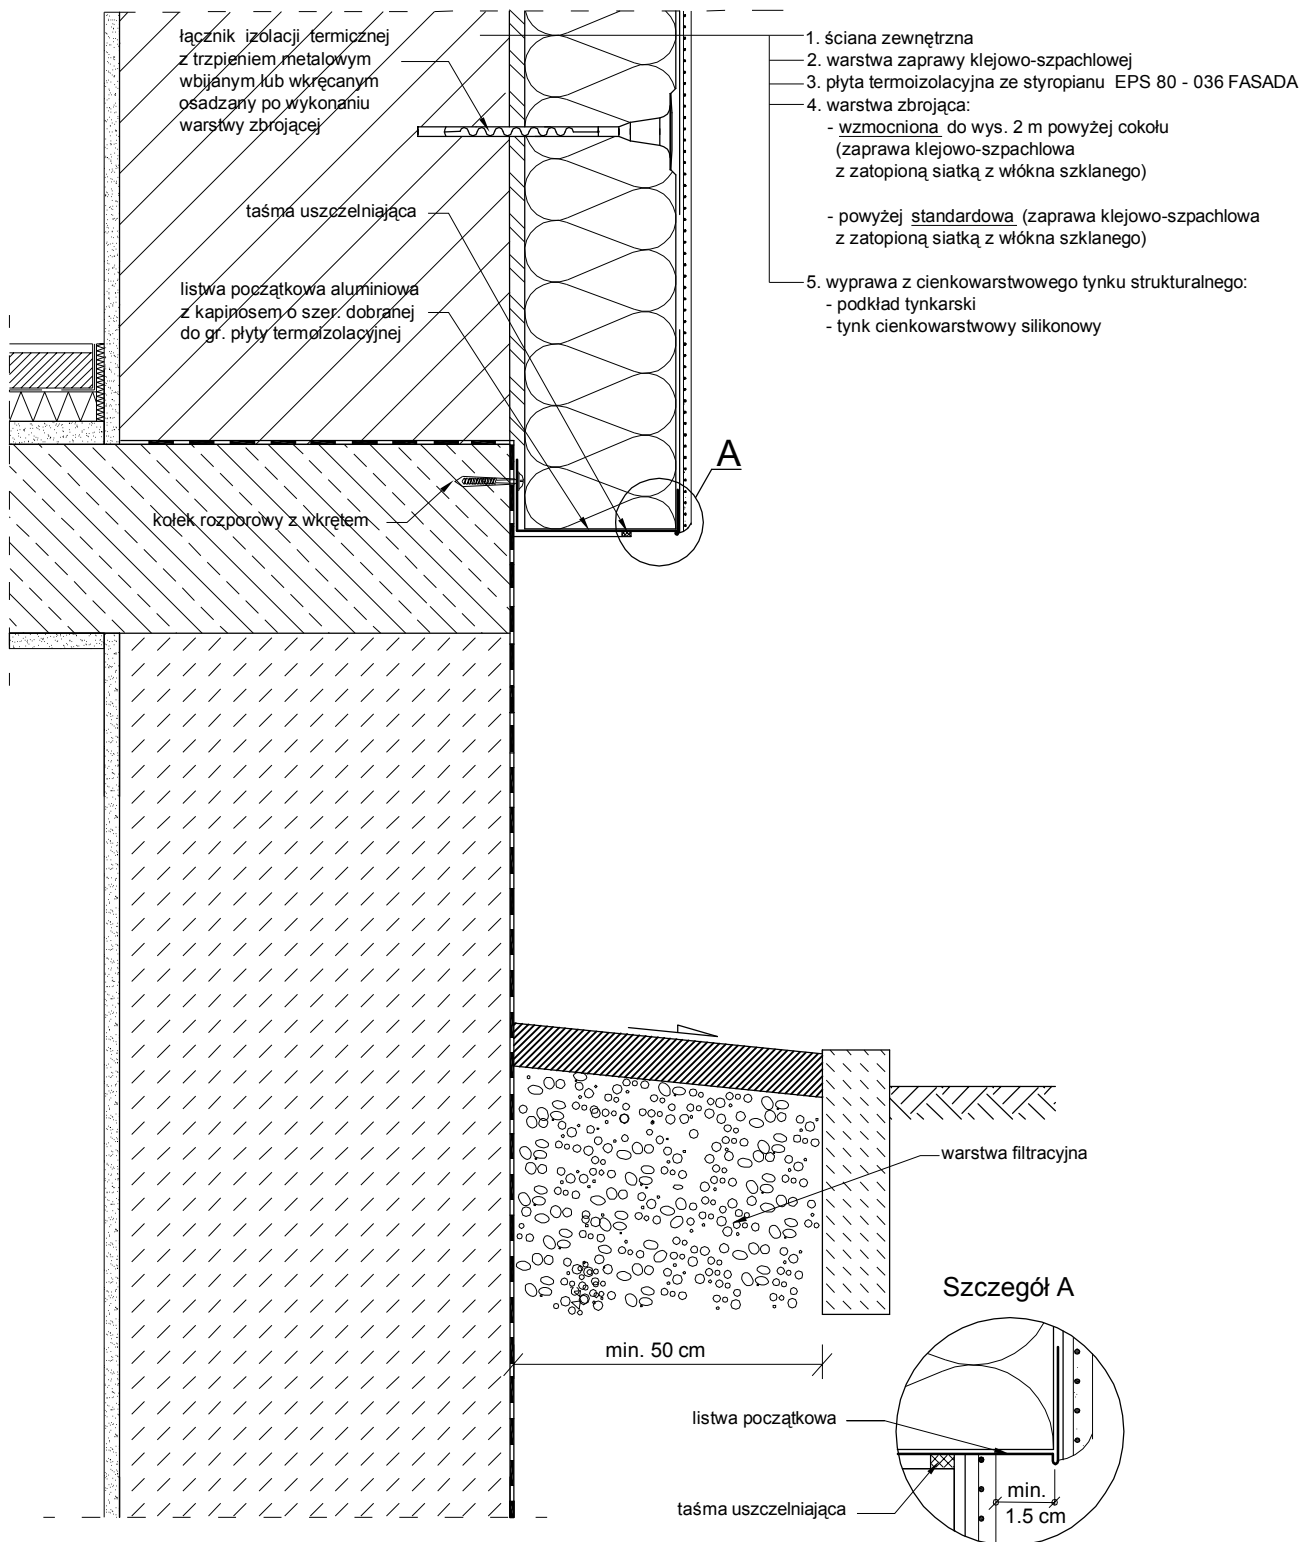 łącznik izolacji termicznej
z trzpieniem metalowym
wbijanym lub wkręcanym
osadzany po wykonaniu
warstwy zbrojącej
1. ściana zewnętrzna
2. warstwa zaprawy klejowo-szpachlowej
3. płyta termoizolacyjna ze styropianu EPS 80 - 036 FASADA
4. warstwa zbrojąca:
- wzmocniona do wys. 2 m powyżej cokołu
(zaprawa klejowo-szpachlowa
z zatopioną siatką z włókna szklanego)
- powyżej standardowa (zaprawa klejowo-szpachlowa
z zatopioną siatką z włókna szklanego)
5. wyprawa z cienkowarstwowego tynku strukturalnego:
- podkład tynkarski
- tynk cienkowarstwowy silikonowy
taśma uszczelniająca
listwa początkowa aluminiowa
z kapinosem o szer. dobranej
do gr. płyty termoizolacyjnej
A
kołek rozporowy z wkrętem
warstwa filtracyjna
Szczegół A
min. 50 cm
listwa początkowa
min.
1.5 cm
taśma uszczelniająca